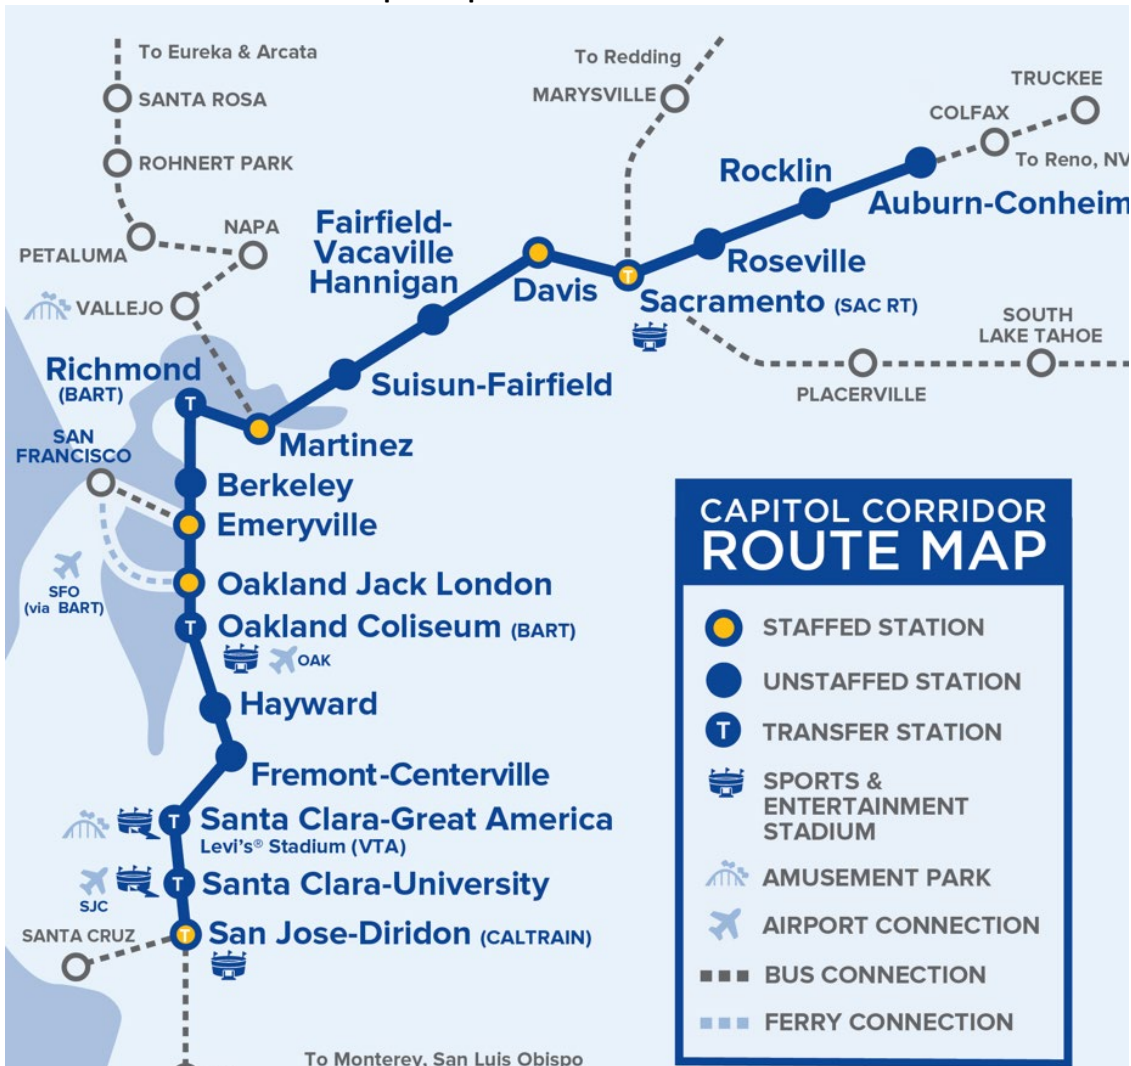 To Eureka & Arcata
SANTA ROSA
ROHNERT PARK
PETALUMA
NAPA
VALLEJO
To Redding
MARYSVILLE
TRUCKEE
COLFAX
To Reno, NV
Rocklin
Auburn-Conheim
Roseville
Fairfield-
Vacaville
Hannigan
Davis
Sacramento (SAC RT)
T
SOUTH
LAKE TAHOE
PLACERVILLE
Suisun-Fairfield
Richmond
(BART)
T
Martinez
SAN
FRANCISCO
Berkeley
Emeryville
SFO
(via BART)
Oakland Jack London
T
Oakland Coliseum (BART)
OAK
Hayward
Fremont-Centerville
T
Santa Clara-Great America
Levi's® Stadium (VTA)
T
Santa Clara-University
SJC
SANTA CRUZ
T
San Jose-Diridon (CALTRAIN)
To Monterey, San Luis Obispo
CAPITOL CORRIDOR
ROUTE MAP
STAFFED STATION
UNSTAFFED STATION
T
TRANSFER STATION
SPORTS &
ENTERTAINMENT
STADIUM
AMUSEMENT PARK
AIRPORT CONNECTION
BUS CONNECTION
FERRY CONNECTION